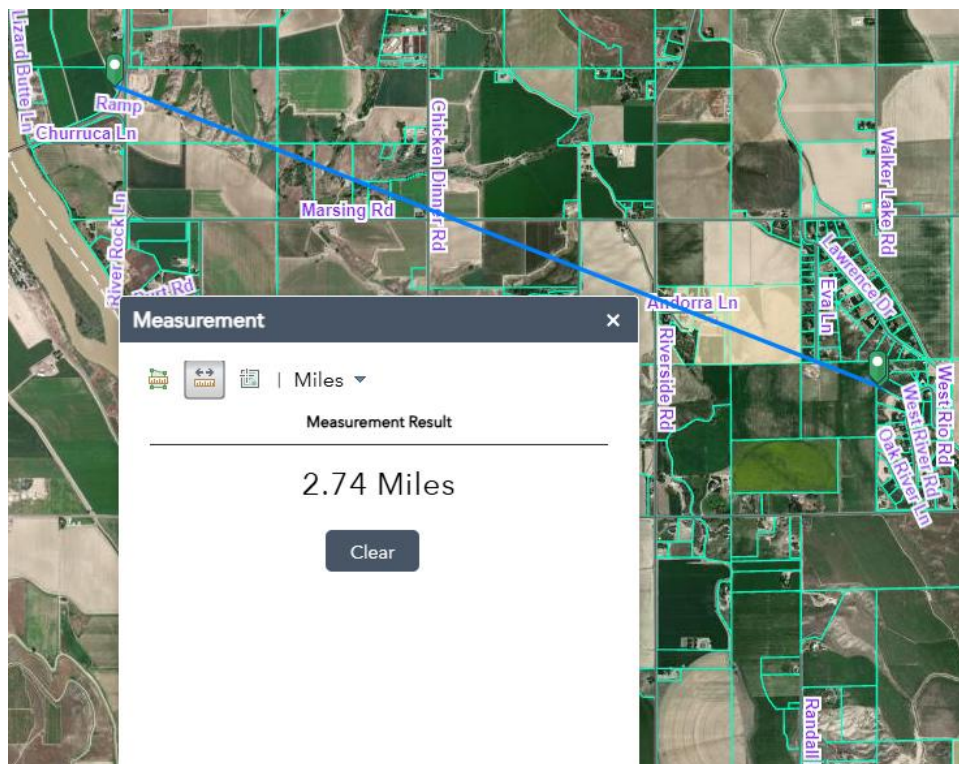 Lizard Butte Ln
Ramp
Churruca Ln
Chicken Dinner Rd
Walker Lake Rd
Marsing Rd
River Rock Ln
Lawrence Dr
Eva Ln
Andorra Ln
Riverside Rd
West Rio Rd
West River Rd
Oak River Ln
Randall
Measurement
Miles
Measurement Result
2.74 Miles
Clear